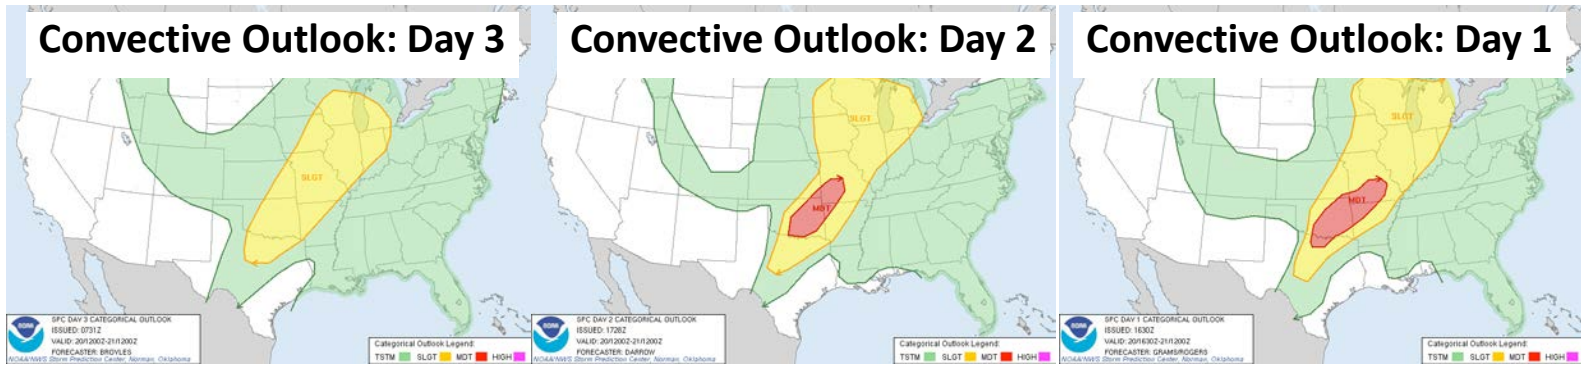 Convective Outlook: Day 3
SLGT
NOAA
SPC DAY 3 CATEGORICAL OUTLOOK
ISSUED: 0731Z
VALID: 20/1200Z-21/1200Z
FORECASTER: BROYLES
NOAA/NWS Storm Prediction Center, Norman, Oklahoma
Categorical Outlook Legend:
TSTM SLGT MDT HIGH
Convective Outlook: Day 2
SLGT
MDT
NOAA
SPC DAY 2 CATEGORICAL OUTLOOK
ISSUED: 1728Z
VALID: 20/1200Z-21/1200Z
FORECASTER: DARROW
NOAA/NWS Storm Prediction Center, Norman, Oklahoma
Categorical Outlook Legend:
TSTM SLGT MDT HIGH
Convective Outlook: Day 1
SLGT
MDT
NOAA
SPC DAY 1 CATEGORICAL OUTLOOK
ISSUED: 1630Z
VALID: 20/1630Z-21/1200Z
FORECASTER: GRAMS/ROGERS
NOAA/NWS Storm Prediction Center, Norman, Oklahoma
Categorical Outlook Legend:
TSTM SLGT MDT HIGH